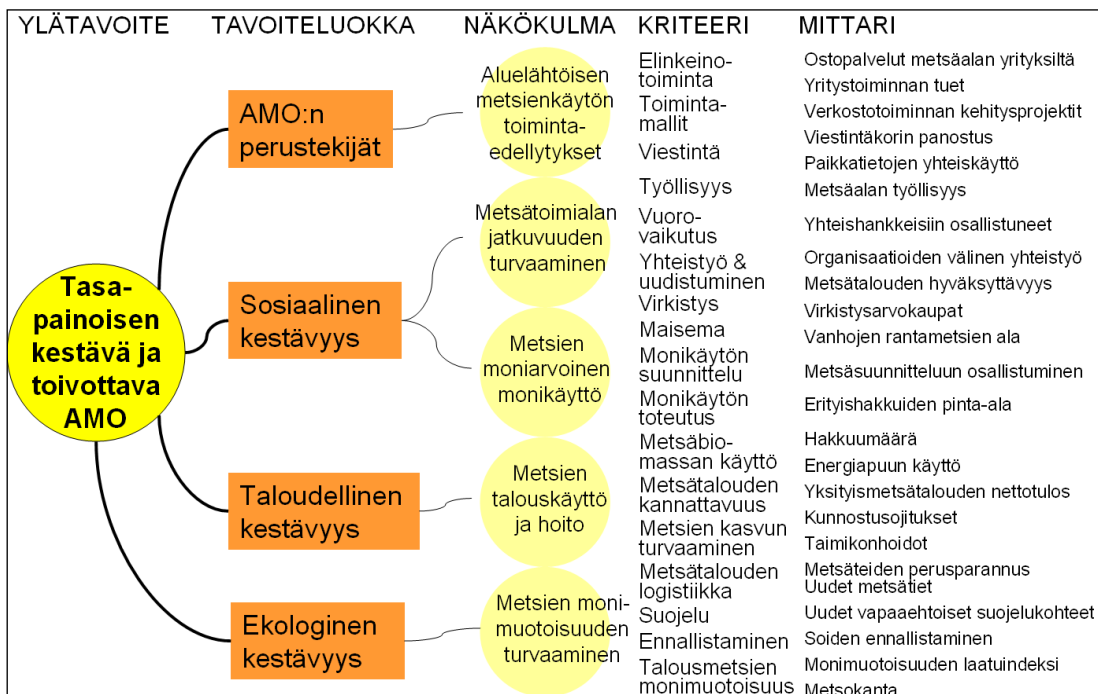 YLÄTAVOITE TAVOITELUOKKA NÄKÖKULMA KRITEERI MITTARI
Tasa-
painoisen
kestävä ja
toivottava
AMO
AMO:n
perustekijät
Sosiaalinen
kestävyys
Taloudellinen
kestävyys
Ekologinen
kestävyys
Aluelähtöisen
metsienkäytön
toiminta-
edellytykset
Metsätoimialan
jatkuvuuden
turvaaminen
Metsien
moniarvoinen
monikäyttö
Metsien
talouskäyttö
ja hoito
Metsien moni-
muotoisuuden
turvaaminen
Elinkeino-
toiminta
Toiminta-
mallit
Viestintä
Työllisyys
Vuoro-
vaikutus
Yhteistyö &
uudistuminen
Virkistys
Maisema
Monikäytön
suunnittelu
Monikäytön
toteutus
Metsäbio-
massan käyttö
Metsätalouden
kannattavuus
Metsien kasvun
turvaaminen
Metsätalouden
logistiikka
Suojelu
Ennallistaminen
Talousmetsien
monimuotoisuus
Ostopalvelut metsäalan yrityksiltä
Yritystoiminnan tuet
Verkostotoiminnan kehitysprojektit
Viestintäkorin panostus
Paikkatietojen yhteiskäyttö
Metsäalan työllisyys
Yhteishankkeisiin osallistuneet
Organisaatioiden välinen yhteistyö
Metsätalouden hyväksyttävyys
Virkistysarvokaupat
Vanhojen rantametsien ala
Metsäsuunnitteluun osallistuminen
Erityishakkuiden pinta-ala
Hakkuumäärä
Energiapuun käyttö
Yksityismetsätalouden nettotulos
Kunnostusojitukset
Taimikonhoidot
Metsäteiden perusparannus
Uudet metsätiet
Uudet vapaaehtoiset suojelukohteet
Soiden ennallistaminen
Monimuotoisuuden laatuindeksi
Metsokanta